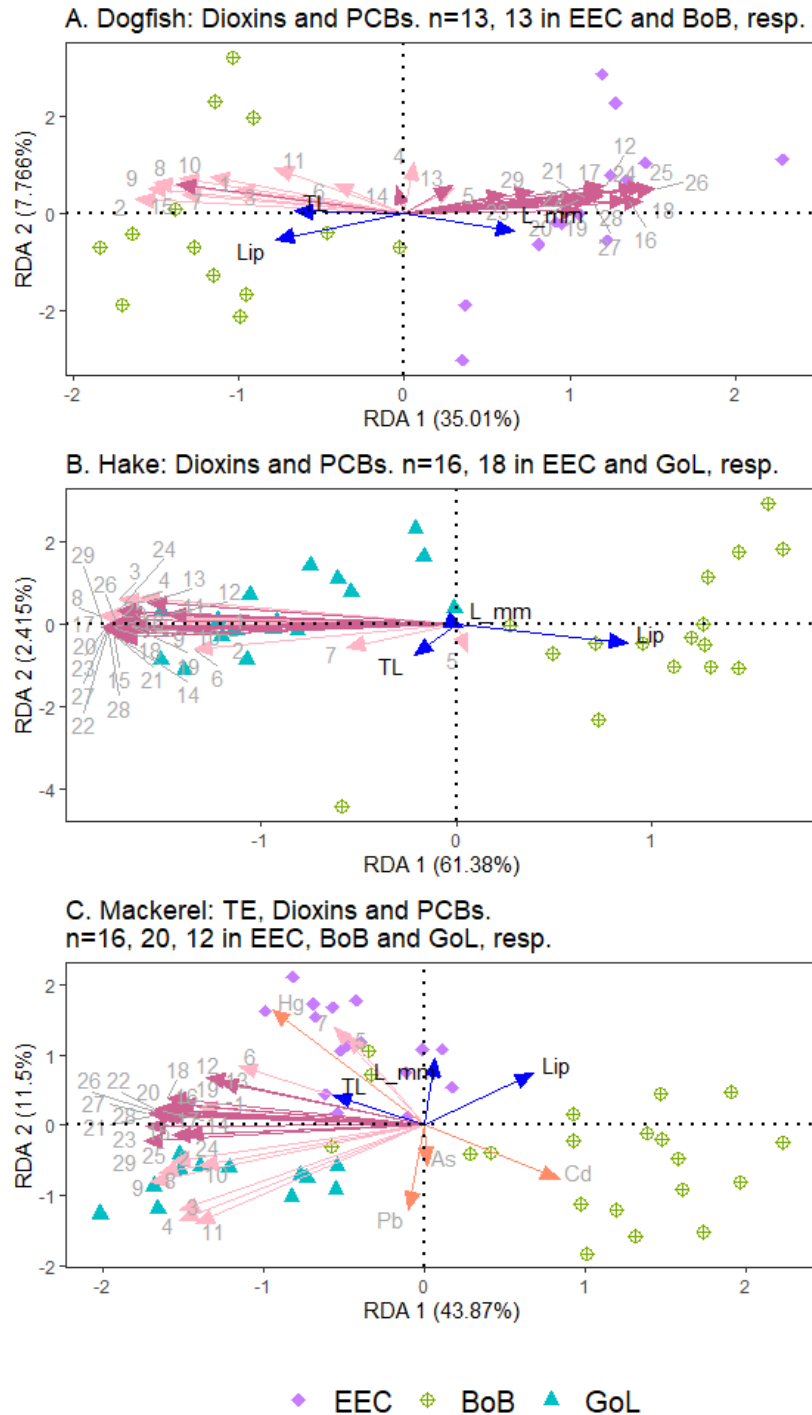 A. Dogfish: Dioxins and PCBs. n=13, 13 in EEC and BoB, resp.
RDA 2 (7.766%)
2
0
-2
4
12
11
10
8
9
6
14
13
5
29
21
17
24
25
26
18
16
28
27
19
20
2
15
7
TL
Lip
L_mm
-2 -1 0 1 2
RDA 1 (35.01%)
B. Hake: Dioxins and PCBs. n=16, 18 in EEC and GoL, resp.
RDA 2 (2.415%)
2
0
-2
-4
29 3 24
26 4 13
8 12
17
20 18 2
23 19 6
27 15 21 14
22 28
7
5
L_mm
Lip
TL
-1 0 1
RDA 1 (61.38%)
C. Mackerel: TE, Dioxins and PCBs.
n=16, 20, 12 in EEC, BoB and GoL, resp.
RDA 2 (11.5%)
2
1
0
-1
-2
Hg
7
5
6
L_mm
Lip
TL
18 12
26 22 20 19 13
27 1
28
21
23 24
29 25
9 8 10
4 3 11
As
Cd
Pb
-2 -1 0 1 2
RDA 1 (43.87%)
EEC BoB GoL